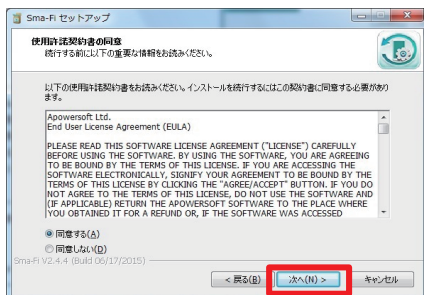 Sma-Fi セットアップ
使用許諾契約書の同意
続行する前に以下の重要な情報をお読みください。
以下の使用許諾契約書をお読みください。インストールを続行するにはこの契約書に同意する必要があり
ます。
Apowersoft Ltd.
End User License Agreement (EULA)
PLEASE READ THIS SOFTWARE LICENSE AGREEMENT ("LICENSE") CAREFULLY
BEFORE USING THE SOFTWARE. BY USING THE SOFTWARE, YOU ARE AGREEING
TO BE BOUND BY THE TERMS OF THIS LICENSE. IF YOU ARE ACCESSING THE
SOFTWARE ELECTRONICALLY, SIGNIFY YOUR AGREEMENT TO BE BOUND BY THE
TERMS OF THIS LICENSE BY CLICKING THE "AGREE/ACCEPT" BUTTON. IF YOU DO
NOT AGREE TO THE TERMS OF THIS LICENSE, DO NOT USE THE SOFTWARE AND
(IF APPLICABLE) RETURN THE APOWERSOFT SOFTWARE TO THE PLACE WHERE
YOU OBTAINED IT FOR A REFUND OR, IF THE SOFTWARE WAS ACCESSED
同意する(A)
同意しない(D)
Sma-Fi V2.4.4 (Build 06/17/2015)
< 戻る(B)
次へ(N) >
キャンセル